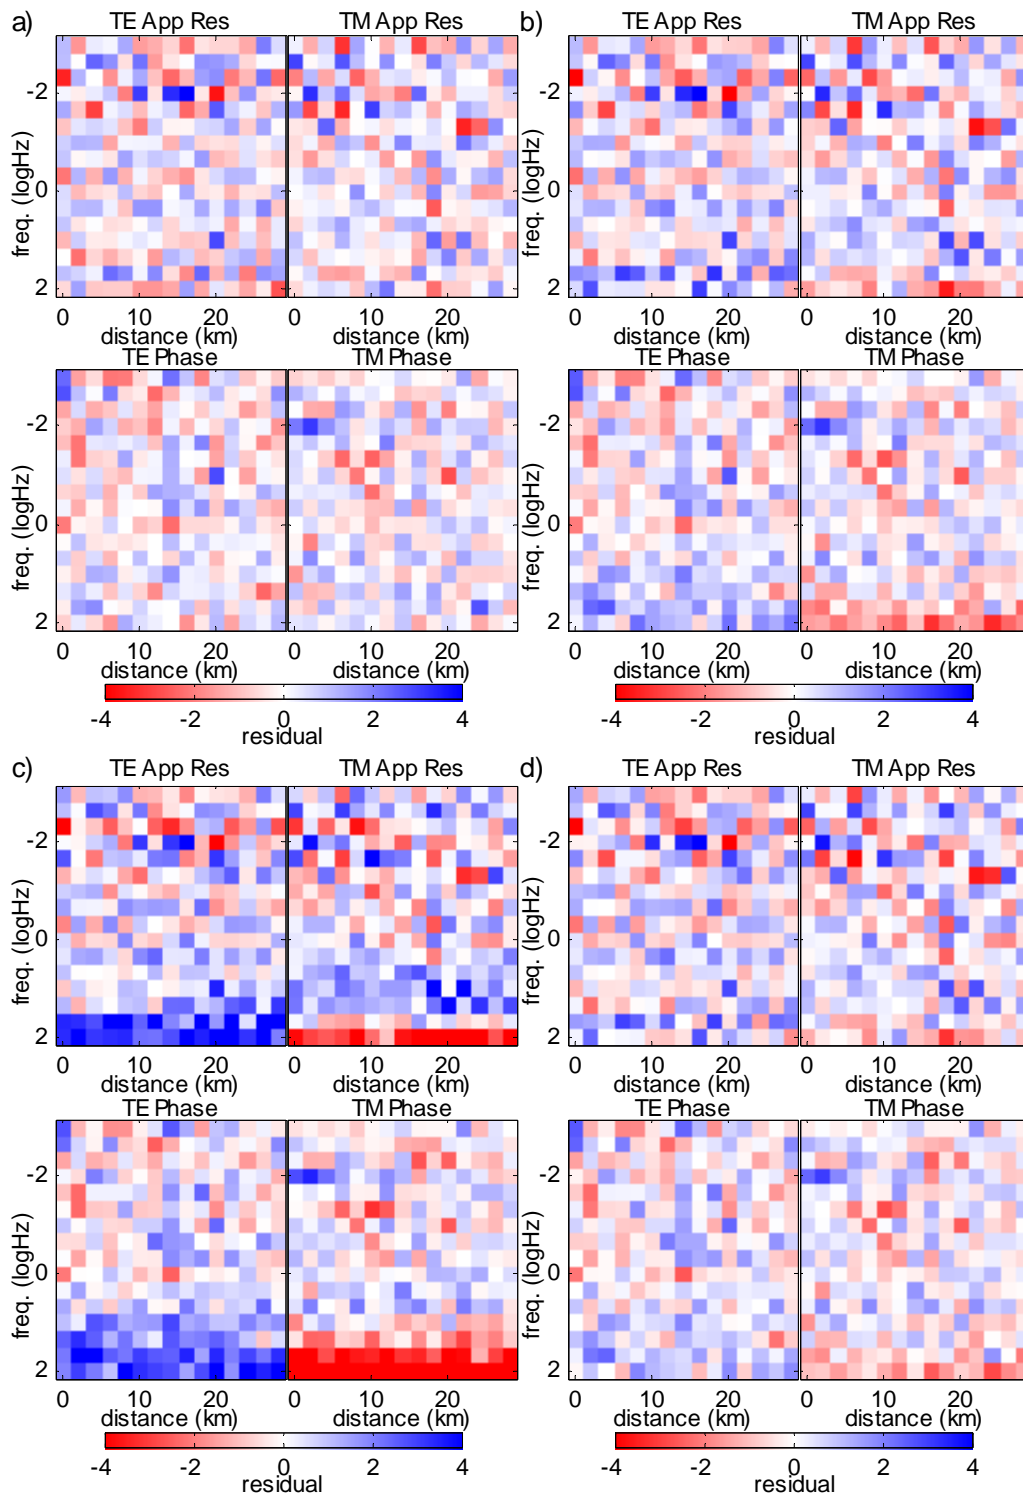 a) TE App Res TM App Res
-2
0
2
freq. (logHz)
0 10 20 0 10 20
distance (km) distance (km)
TE Phase TM Phase
-2
0
2
freq. (logHz)
0 10 20 0 10 20
distance (km) distance (km)
-4 -2 0 2 4
residual
b) TE App Res TM App Res
-2
0
2
freq. (logHz)
0 10 20 0 10 20
distance (km) distance (km)
TE Phase TM Phase
-2
0
2
freq. (logHz)
0 10 20 0 10 20
distance (km) distance (km)
-4 -2 0 2 4
residual
c) TE App Res TM App Res
-2
0
2
freq. (logHz)
0 10 20 0 10 20
distance (km) distance (km)
TE Phase TM Phase
-2
0
2
freq. (logHz)
0 10 20 0 10 20
distance (km) distance (km)
-4 -2 0 2 4
residual
d) TE App Res TM App Res
-2
0
2
freq. (logHz)
0 10 20 0 10 20
distance (km) distance (km)
TE Phase TM Phase
-2
0
2
freq. (logHz)
0 10 20 0 10 20
distance (km) distance (km)
-4 -2 0 2 4
residual